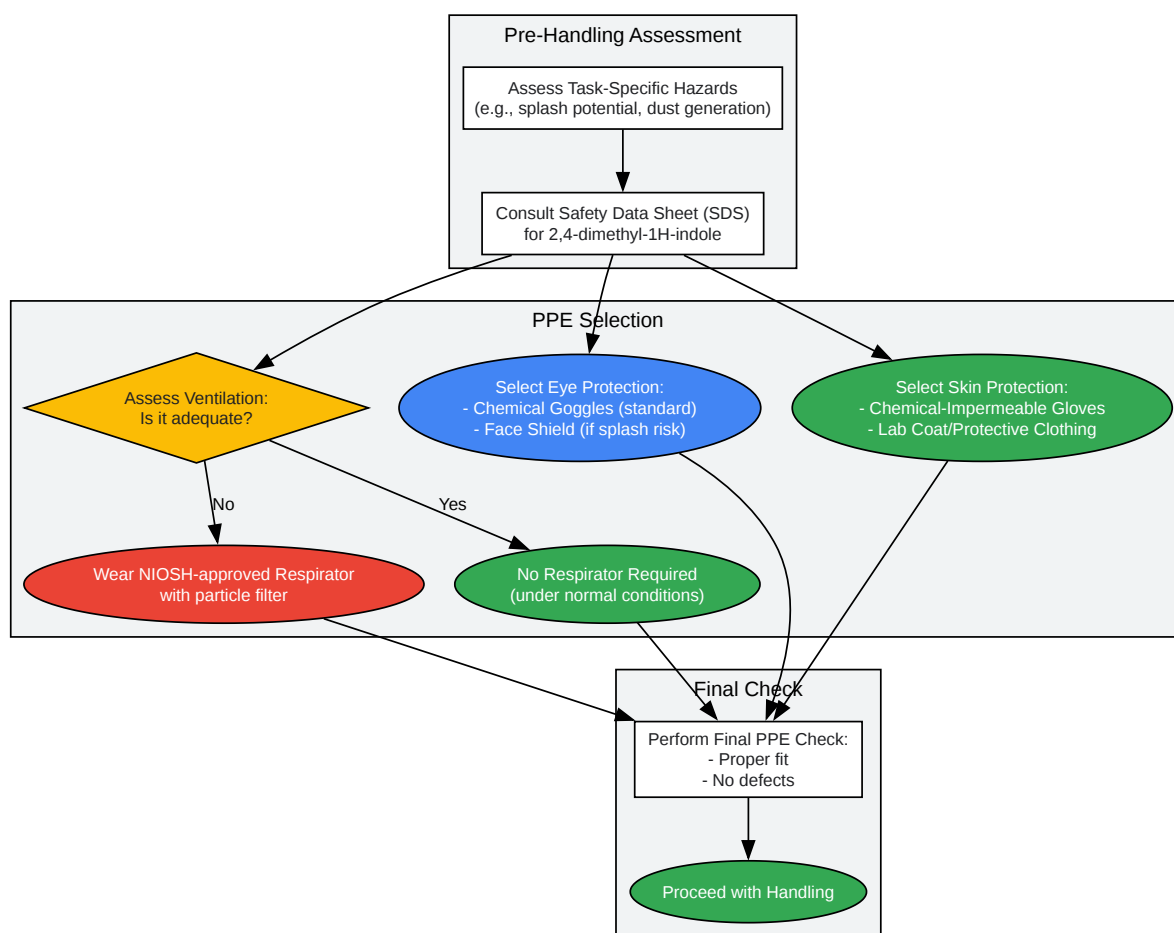 Pre-Handling Assessment
Assess Task-Specific Hazards
(e.g., splash potential, dust generation)
Consult Safety Data Sheet (SDS)
for 2,4-dimethyl-1H-indole
PPE Selection
Assess Ventilation:
Is it adequate?
Select Eye Protection:
- Chemical Goggles (standard)
- Face Shield (if splash risk)
Select Skin Protection:
- Chemical-Impermeable Gloves
- Lab Coat/Protective Clothing
No
Yes
Wear NIOSH-approved Respirator
with particle filter
No Respirator Required
(under normal conditions)
Final Check
Perform Final PPE Check:
- Proper fit
- No defects
Proceed with Handling